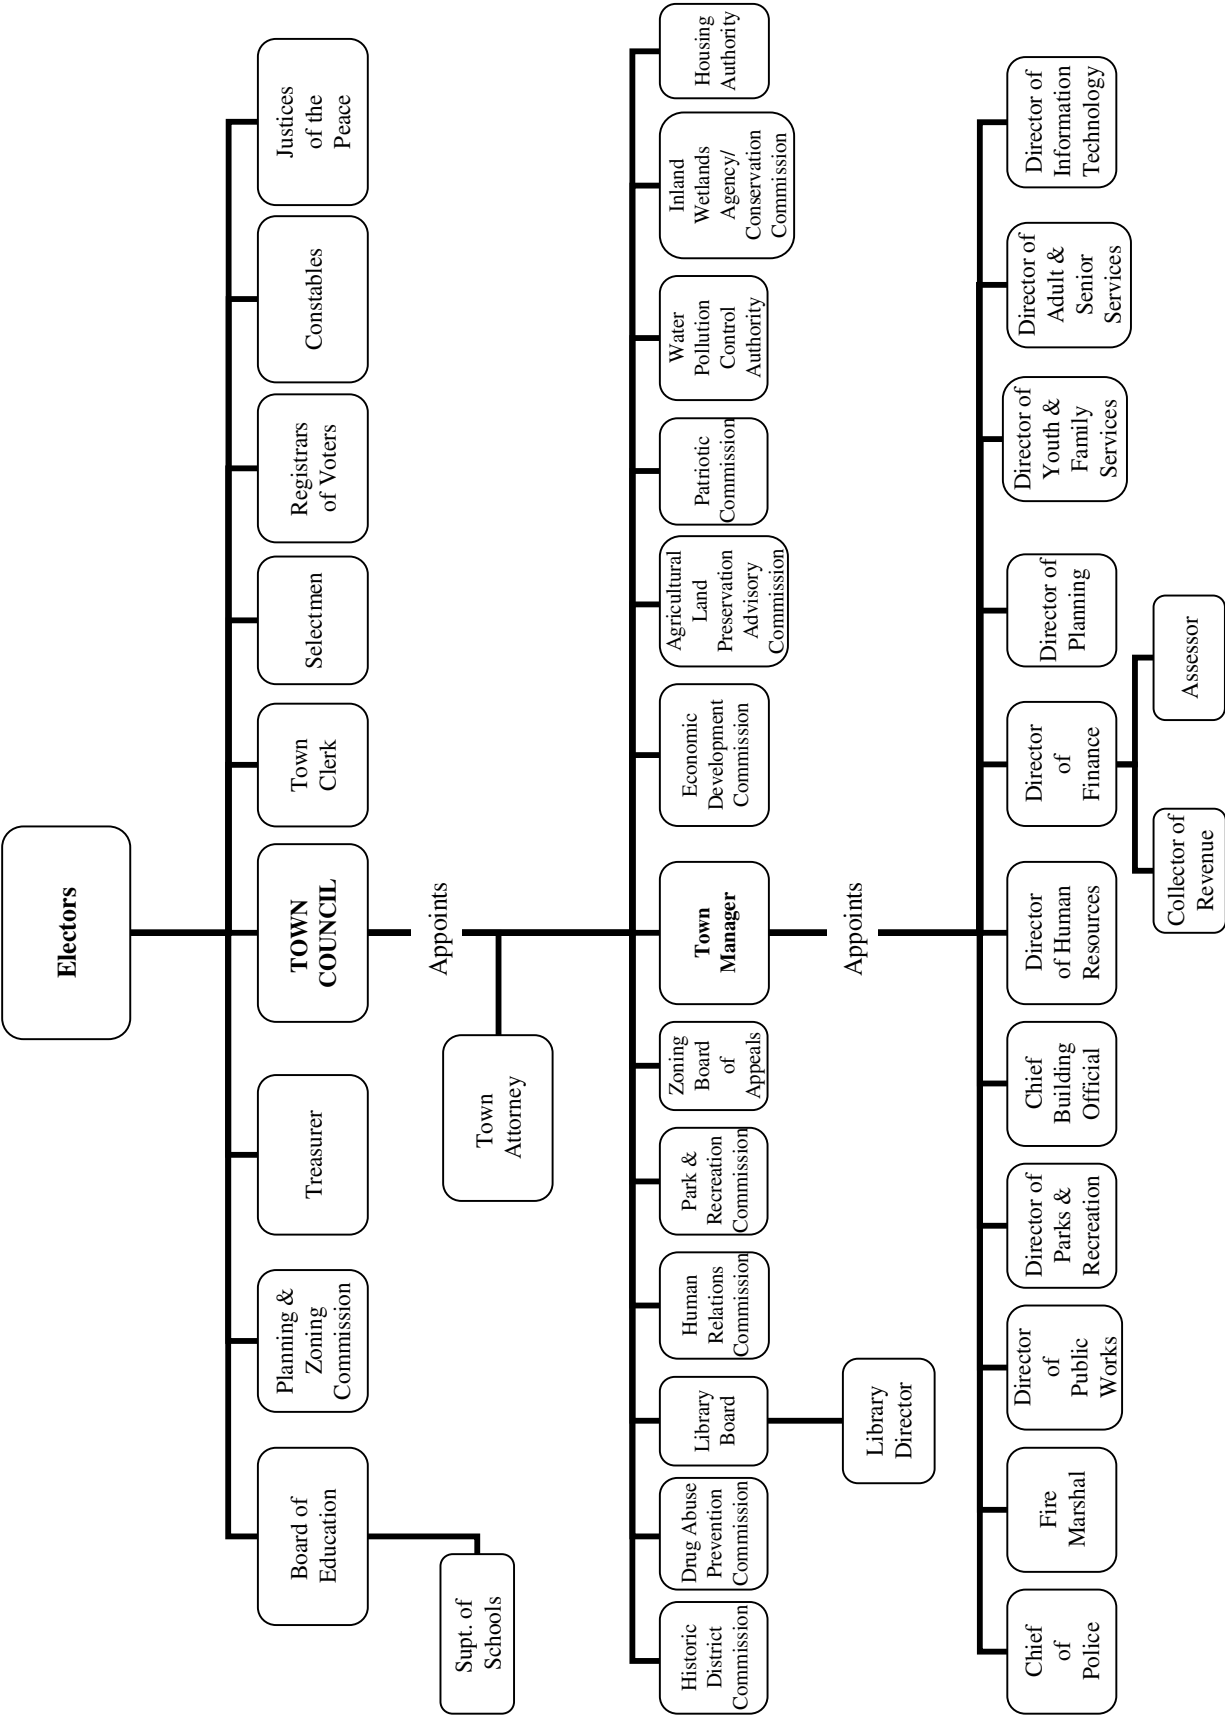 Electors
Board of
Education
Planning &
Zoning
Commission
Treasurer
TOWN
COUNCIL
Town
Clerk
Selectmen
Registrars
of Voters
Constables
Justices
of the
Peace
Supt. of
Schools
Appoints
Town
Attorney
Historic
District
Commission
Drug Abuse
Prevention
Commission
Library
Board
Human
Relations
Commission
Park &
Recreation
Commission
Zoning
Board
of
Appeals
Town
Manager
Economic
Development
Commission
Agricultural
Land
Preservation
Advisory
Commission
Patriotic
Commission
Water
Pollution
Control
Authority
Inland
Wetlands
Agency/
Conservation
Commission
Housing
Authority
Library
Director
Appoints
Chief
of
Police
Fire
Marshal
Director
of
Public
Works
Director of
Parks &
Recreation
Chief
Building
Official
Director
of Human
Resources
Director
of
Finance
Director of
Planning
Director of
Youth &
Family
Services
Director of
Adult &
Senior
Services
Director of
Information
Technology
Collector of
Revenue
Assessor